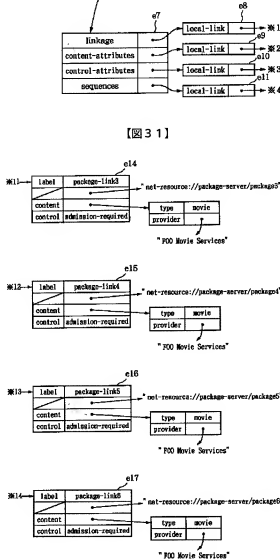 e7
e8
linkage
local-link
※1
e9
content-attributes
local-link
※2
e10
control-attributes
local-link
※3
e11
sequences
local-link
※4
【図31】
e14
※11
label
package-link3
"net-resource://package-server/package3"
content
type
movie
control
admission-required
provider
"FOO Movie Services"
e15
※12
label
package-link4
"net-resource://package-server/package4"
content
type
movie
control
admission-required
provider
"FOO Movie Services"
e16
※13
label
package-link5
"net-resource://package-server/package5"
content
type
movie
control
admission-required
provider
"FOO Movie Services"
e17
※14
label
package-link6
"net-resource://package-server/package6"
content
type
movie
control
admission-required
provider
"FOO Movie Services"